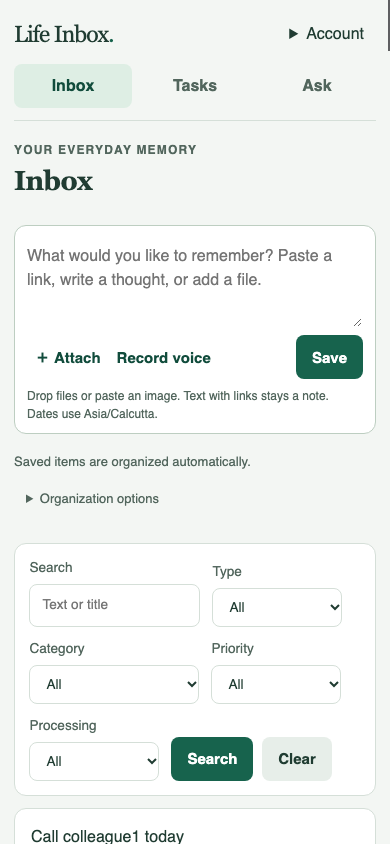 Life Inbox.
▶ Account
Inbox
Tasks
Ask
YOUR EVERYDAY MEMORY
Inbox
What would you like to remember? Paste a
link, write a thought, or add a file.
+ Attach
Record voice
Save
Drop files or paste an image. Text with links stays a note.
Dates use Asia/Calcutta.
Saved items are organized automatically.
▶ Organization options
Search
Type
Text or title
All
Category
Priority
All
All
Processing
All
Search
Clear
Call colleague1 today